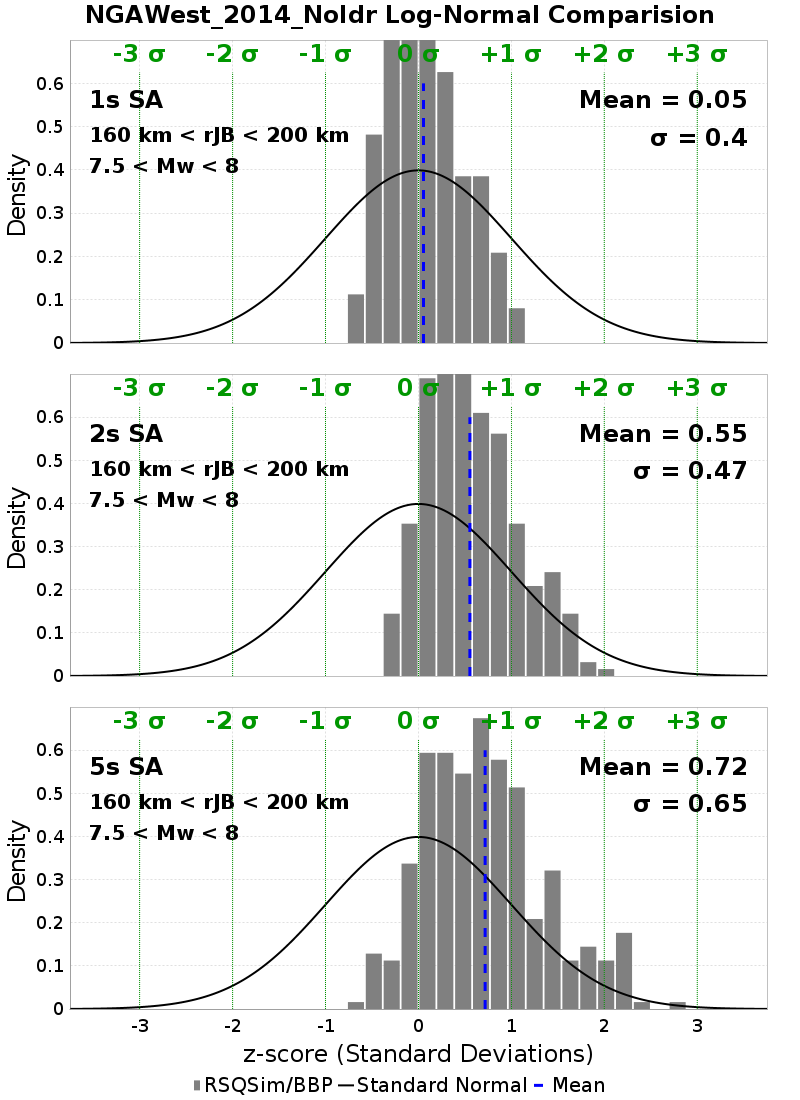 NGAWest_2014_NoIdr Log-Normal Comparision
-3 σ -2 σ -1 σ 0 σ +1 σ +2 σ +3 σ
1s SA
160 km < rJB < 200 km
7.5 < Mw < 8
Mean = 0.05
σ = 0.4
Density
0.6
0.5
0.4
0.3
0.2
0.1
0
-3 σ -2 σ -1 σ 0 σ +1 σ +2 σ +3 σ
2s SA
160 km < rJB < 200 km
7.5 < Mw < 8
Mean = 0.55
σ = 0.47
Density
0.6
0.5
0.4
0.3
0.2
0.1
0
-3 σ -2 σ -1 σ 0 σ +1 σ +2 σ +3 σ
5s SA
160 km < rJB < 200 km
7.5 < Mw < 8
Mean = 0.72
σ = 0.65
Density
0.6
0.5
0.4
0.3
0.2
0.1
0
-3 -2 -1 0 1 2 3
z-score (Standard Deviations)
RSQSim/BBP Standard Normal Mean